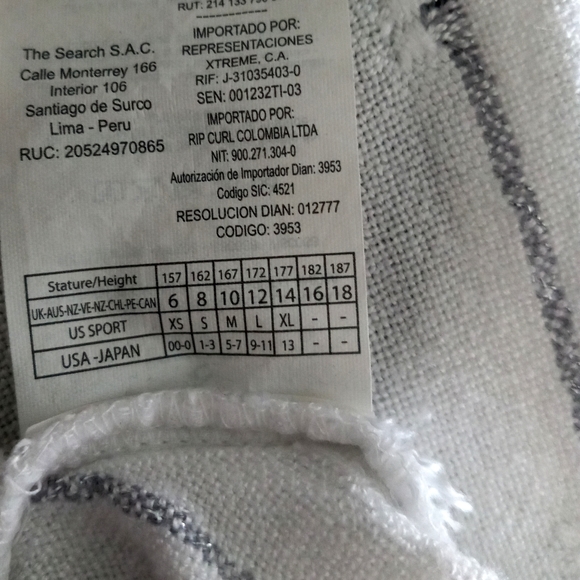 The Search S.A.C.
Calle Monterrey 166
Interior 106
Santiago de Surco
Lima - Peru
RUC: 20524970865
RUT: 214 133
IMPORTADO POR:
REPRESENTACIONES
XTREME, C.A.
RIF: J-31035403-0
SEN: 001232TI-03
IMPORTADO POR:
RIP CURL COLOMBIA LTDA
NIT: 900.271.304-0
Autorización de Importador Dian: 3953
Codigo SIC: 4521
RESOLUCION DIAN: 012777
CODIGO: 3953
Stature/Height 157 162 167 172 177 182 187
UK-AUS-NZ-VE-NZ-CHL-PE-CAN 6 8 10 12 14 16 18
US SPORT XS S M L XL - -
USA -JAPAN 00-0 1-3 5-7 9-11 13 - -